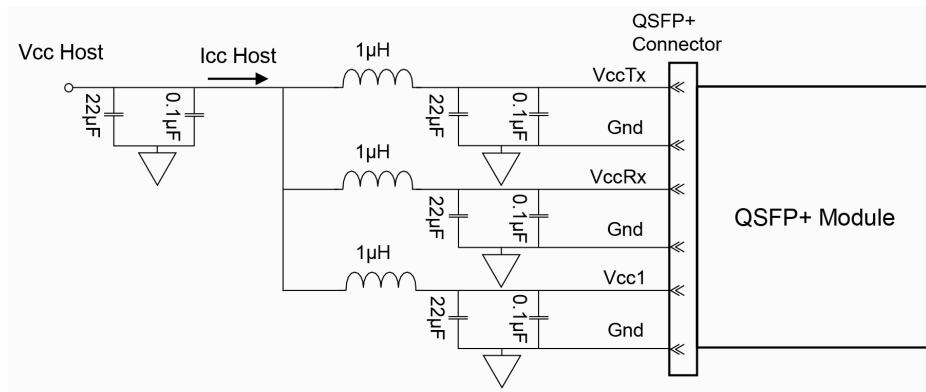 QSFP+
Connector
Vcc Host
Icc Host
1µH
VccTx
22µF
0.1µF
22µF
0.1µF
Gnd
1µH
VccRx
22µF
0.1µF
Gnd
QSFP+ Module
1µH
Vcc1
22µF
0.1µF
Gnd